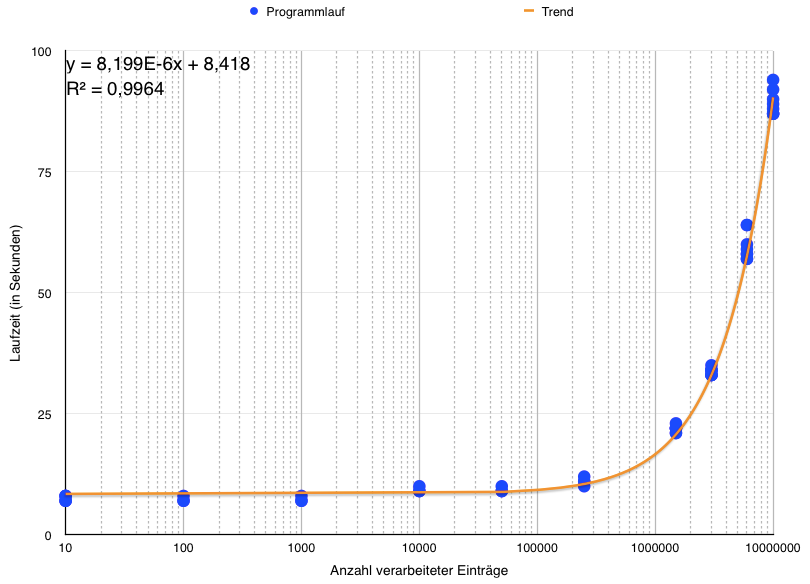 Programmlauf
Trend
y = 8,199E-6x + 8,418
R² = 0,9964
100
75
50
25
0
Laufzeit (in Sekunden)
10 100 1000 10000 100000 1000000 10000000
Anzahl verarbeiteter Einträge